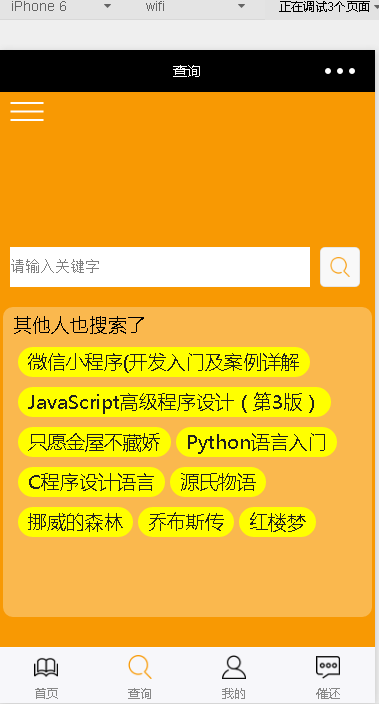 iPhone 6 wifi 正在调试3个页面
查询
请输入关键字
其他人也搜索了
微信小程序(开发入门及案例详解
JavaScript高级程序设计（第3版）
只愿金屋不藏娇 Python语言入门
C程序设计语言 源氏物语
挪威的森林 乔布斯传 红楼梦
首页 查询 我的 催还